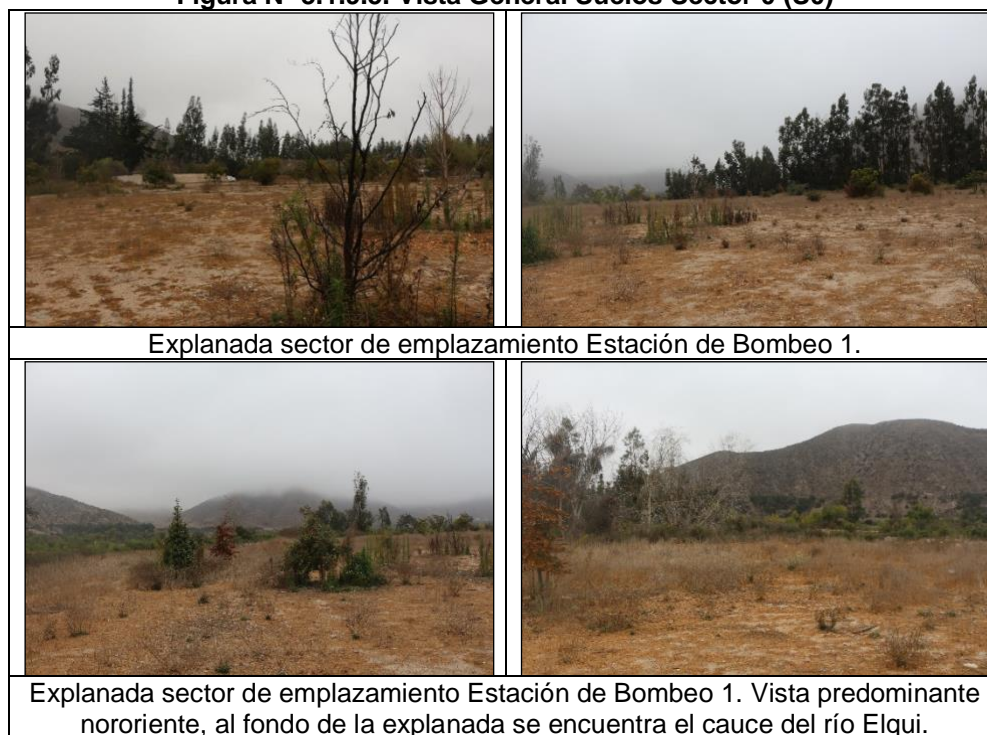 Explanada sector de emplazamiento Estación de Bombeo 1.
Explanada sector de emplazamiento Estación de Bombeo 1. Vista predominante
nororiente, al fondo de la explanada se encuentra el cauce del río Elqui.